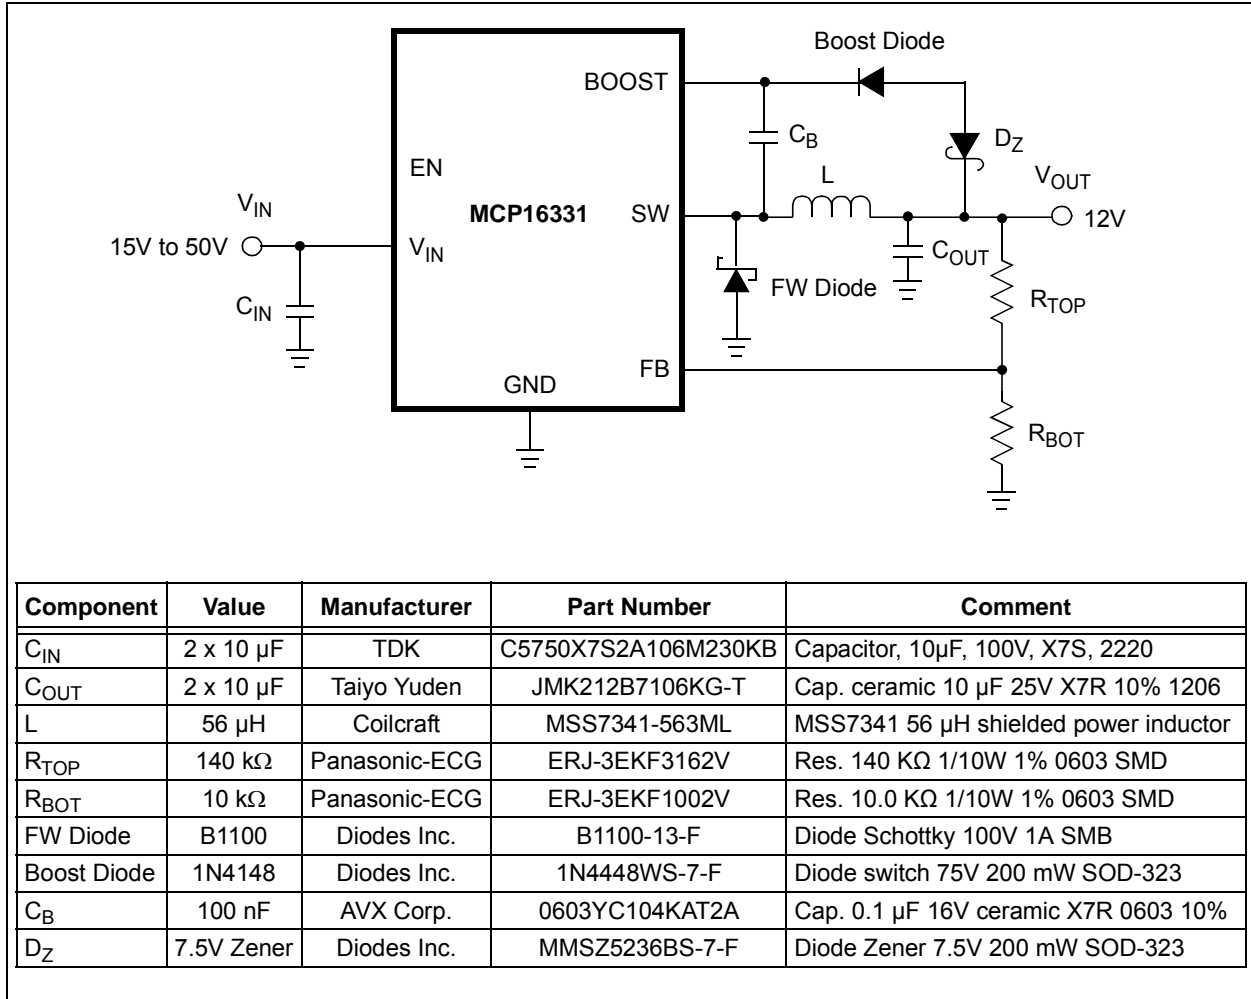 Boost Diode
BOOST
C_B
D_Z
EN
L
V_OUT
V_IN
MCP16331
SW
12V
15V to 50V
V_IN
C_OUT
FW Diode
C_IN
R_TOP
FB
GND
R_BOT
Component Value Manufacturer Part Number Comment
C_IN 2 x 10 µF TDK C5750X7S2A106M230KB Capacitor, 10µF, 100V, X7S, 2220
C_OUT 2 x 10 µF Taiyo Yuden JMK212B7106KG-T Cap. ceramic 10 µF 25V X7R 10% 1206
L 56 µH Coilcraft MSS7341-563ML MSS7341 56 µH shielded power inductor
R_TOP 140 kΩ Panasonic-ECG ERJ-3EKF3162V Res. 140 KΩ 1/10W 1% 0603 SMD
R_BOT 10 kΩ Panasonic-ECG ERJ-3EKF1002V Res. 10.0 KΩ 1/10W 1% 0603 SMD
FW Diode B1100 Diodes Inc. B1100-13-F Diode Schottky 100V 1A SMB
Boost Diode 1N4148 Diodes Inc. 1N4448WS-7-F Diode switch 75V 200 mW SOD-323
C_B 100 nF AVX Corp. 0603YC104KAT2A Cap. 0.1 µF 16V ceramic X7R 0603 10%
D_Z 7.5V Zener Diodes Inc. MMSZ5236BS-7-F Diode Zener 7.5V 200 mW SOD-323